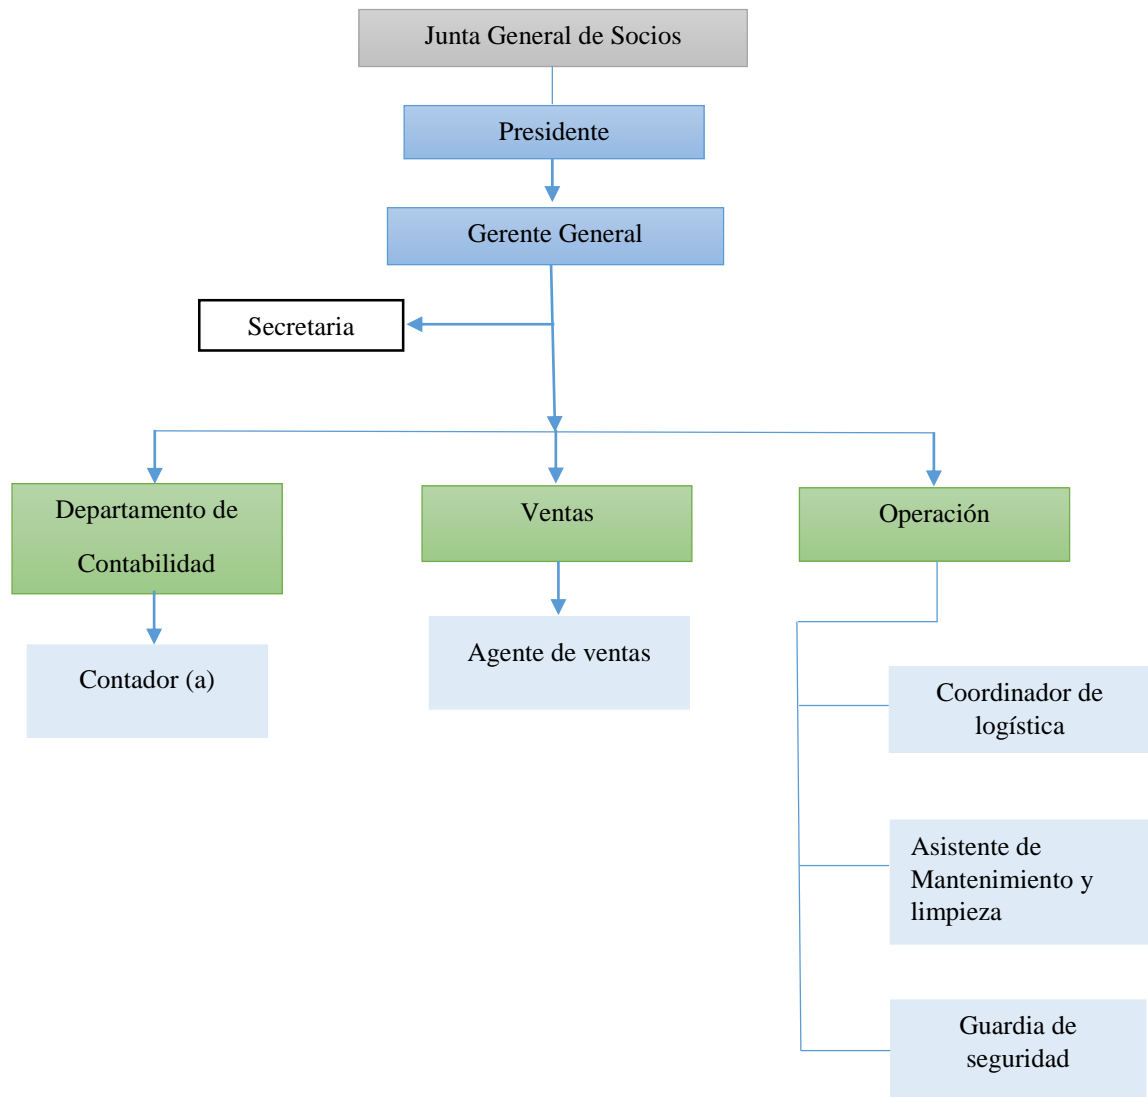 Junta General de Socios
Presidente
Gerente General
Secretaria
Departamento de
Contabilidad
Ventas
Operación
Contador (a)
Agente de ventas
Coordinador de
logística
Asistente de
Mantenimiento y
limpieza
Guardia de
seguridad